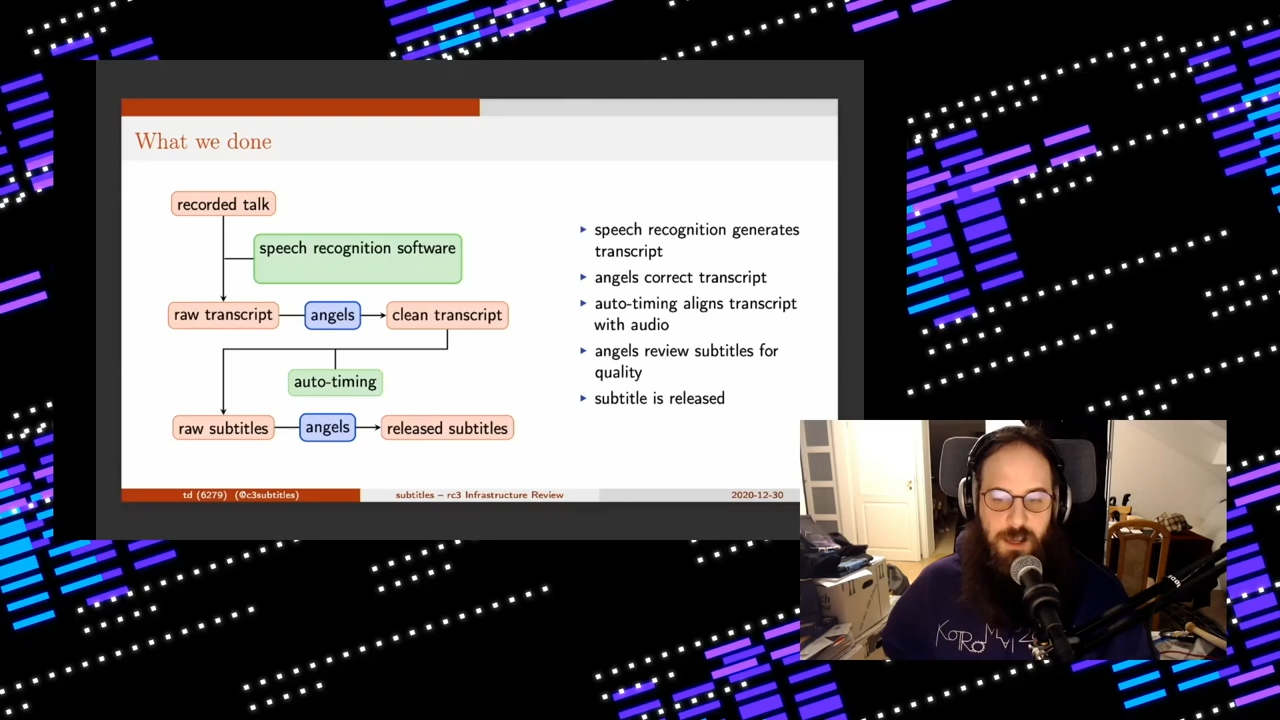 What we done
recorded talk
speech recognition software
raw transcript
angels
clean transcript
auto-timing
raw subtitles
angels
released subtitles
speech recognition generates
transcript
angels correct transcript
auto-timing aligns transcript
with audio
angels review subtitles for
quality
subtitle is released
td (6279) (@c3subtitles)
subtitles – rc3 Infrastructure Review
2020-12-30